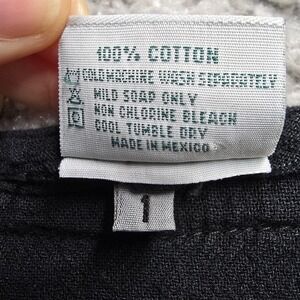 100% COTTON
COLD MACHINE WASH SEPARATELY
MILD SOAP ONLY
NON CHLORINE BLEACH
COOL TUMBLE DRY
MADE IN MEXICO
1